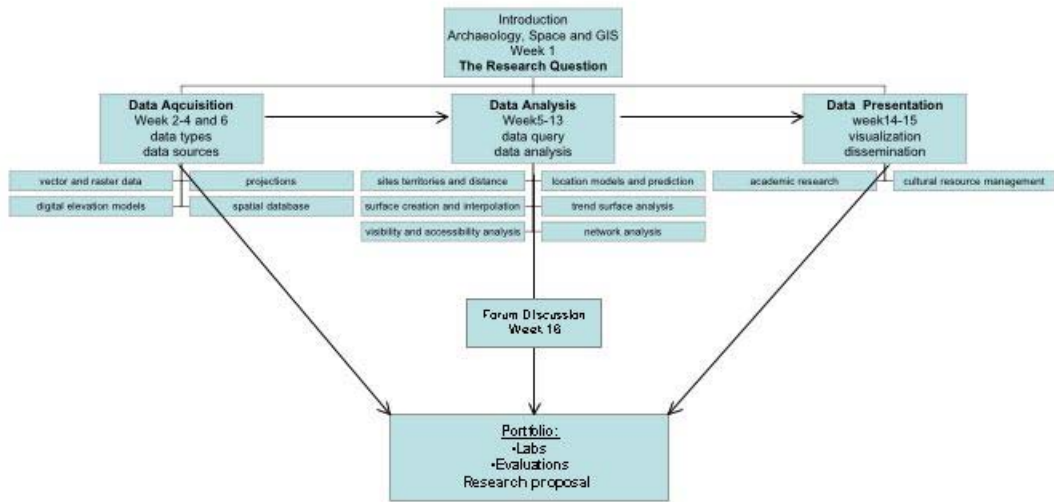 Introduction
Archaeology, Space and GIS
Week 1
The Research Question
Data Aqcuisition
Week 2-4 and 6
data types
data sources
Data Analysis
Week5-13
data query
data analysis
Data Presentation
week14-15
visualization
dissemination
vector and raster data
projections
digital elevation models
spatial database
sites territories and distance
location models and prediction
surface creation and interpolation
trend surface analysis
visibility and accessibility analysis
network analysis
academic research
cultural resource management
Forum Discussion
Week 16
Portfolio:
•Labs
•Evaluations
Research proposal